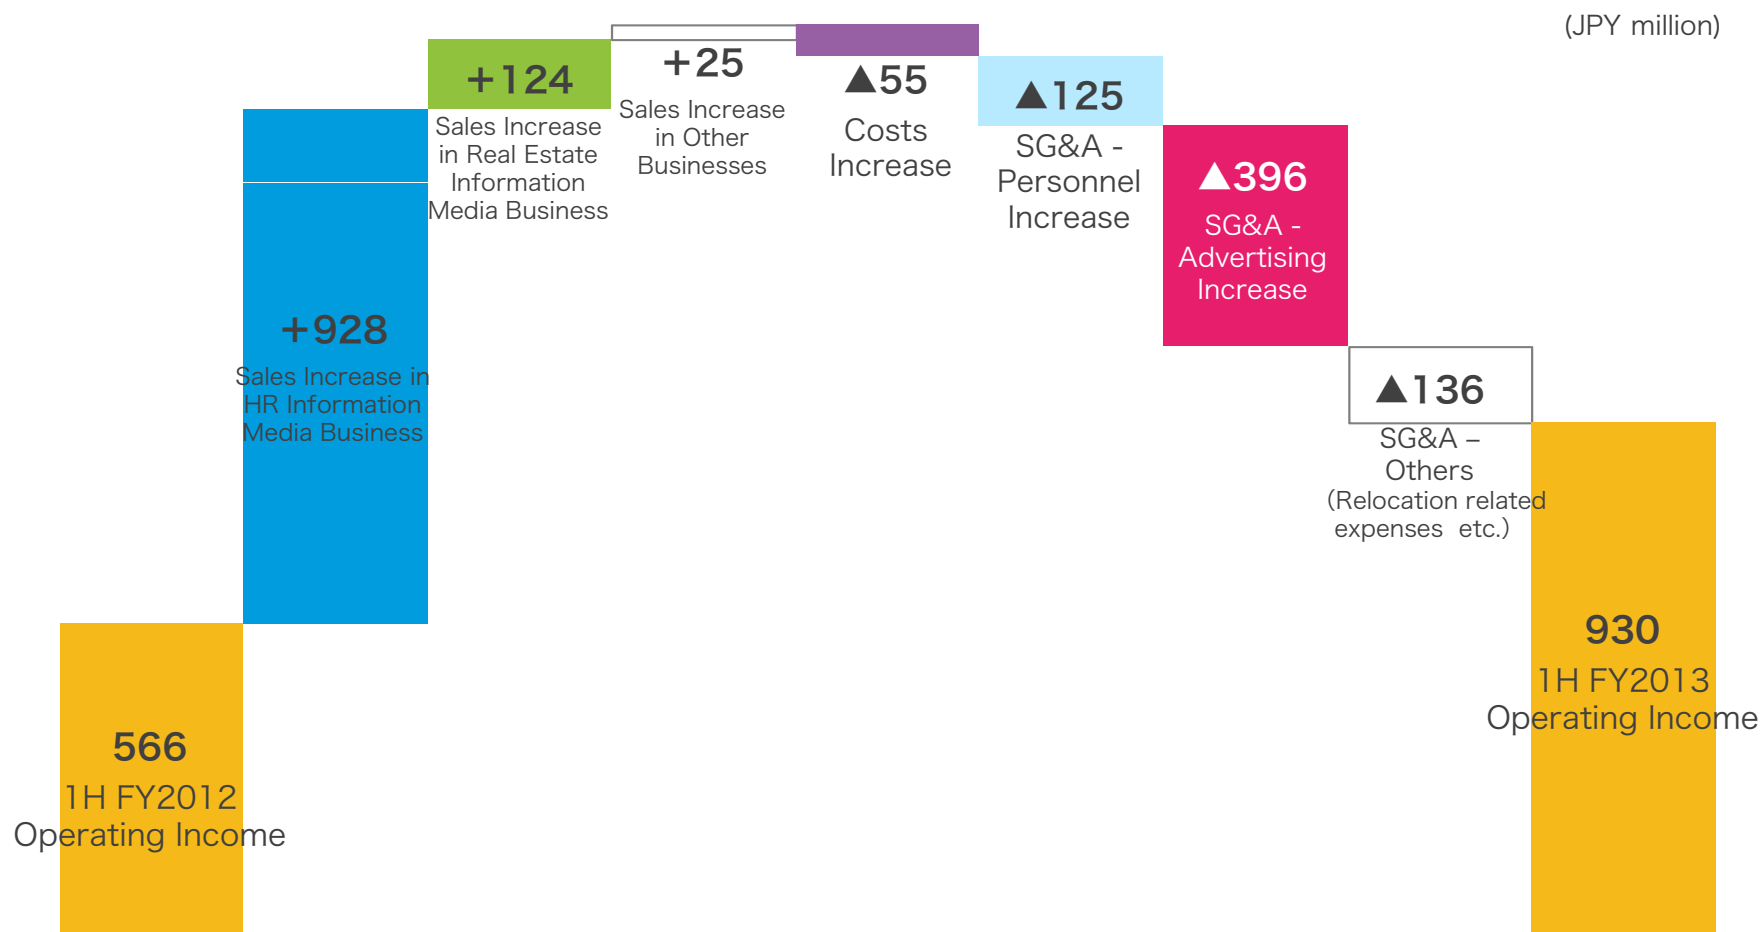 (JPY million)
566
1H FY2012
Operating Income
+928
Sales Increase in
HR Information
Media Business
+124
Sales Increase
in Real Estate
Information
Media Business
+25
Sales Increase
in Other
Businesses
▲55
Costs
Increase
▲125
SG&A -
Personnel
Increase
▲396
SG&A -
Advertising
Increase
▲136
SG&A –
Others
(Relocation related
expenses etc.)
930
1H FY2013
Operating Income